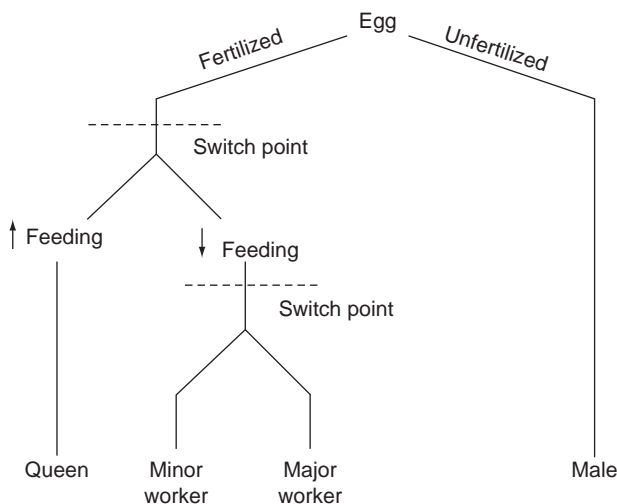 Egg
Fertilized
Unfertilized
Switch point
Feeding
Feeding
Switch point
Queen
Minor
worker
Major
worker
Male